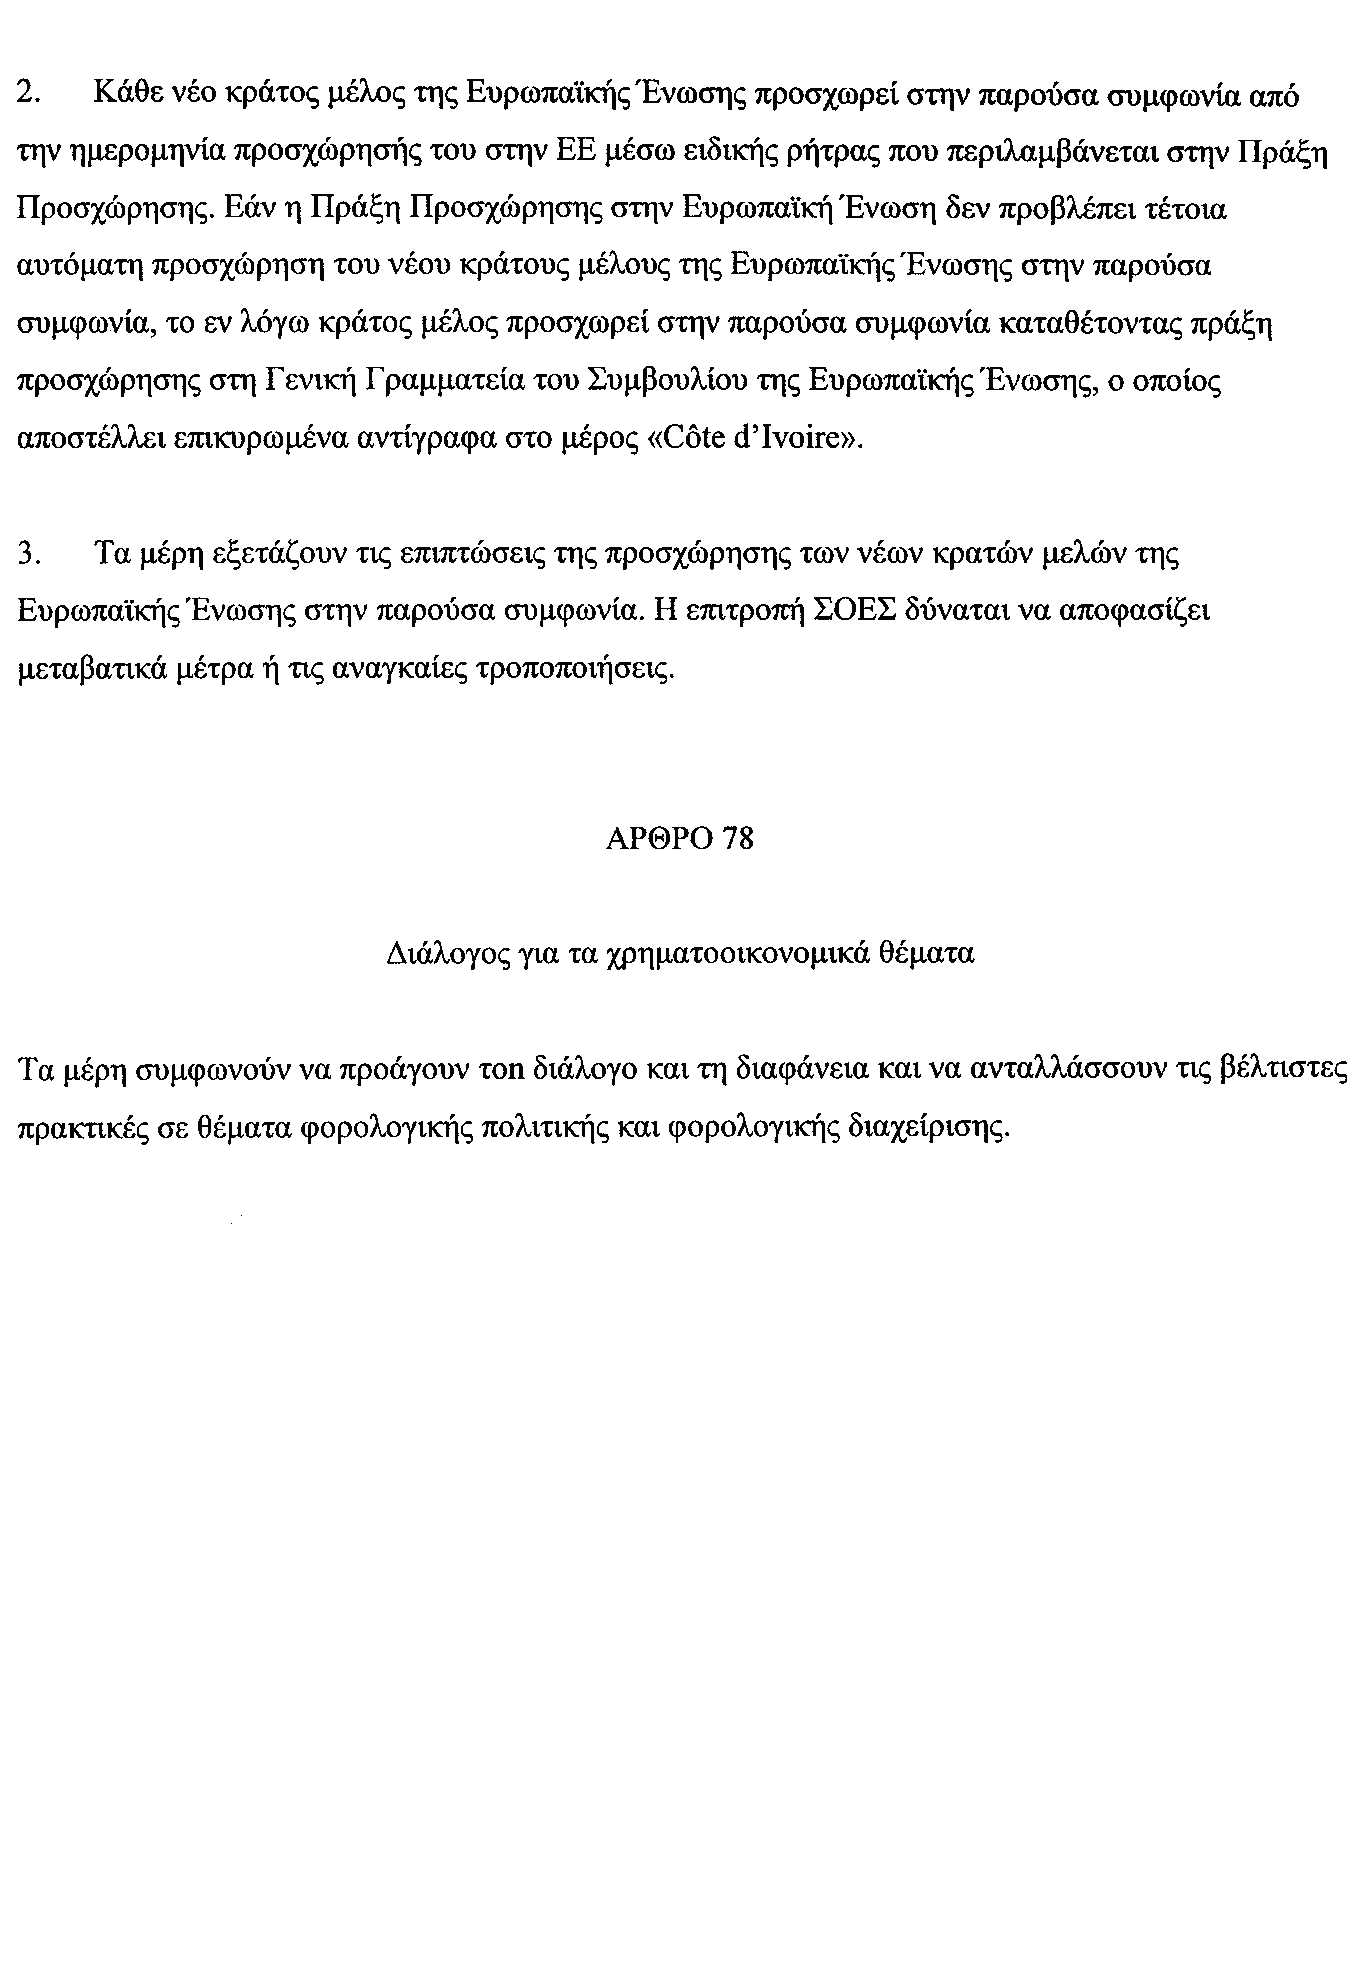 2. Κάθε νέο κράτος μέλος της Ευρωπαϊκής Ένωσης προσχωρεί στην παρούσα συμφωνία από
την ημερομηνία προσχώρησής του στην ΕΕ μέσω ειδικής ρήτρας που περιλαμβάνεται στην Πράξη
Προσχώρησης. Εάν η Πράξη Προσχώρησης στην Ευρωπαϊκή Ένωση δεν προβλέπει τέτοια
αυτόματη προσχώρηση του νέου κράτους μέλους της Ευρωπαϊκής Ένωσης στην παρούσα
συμφωνία, το εν λόγω κράτος μέλος προσχωρεί στην παρούσα συμφωνία καταθέτοντας πράξη
προσχώρησης στη Γενική Γραμματεία του Συμβουλίου της Ευρωπαϊκής Ένωσης, ο οποίος
αποστέλλει επικυρωμένα αντίγραφα στο μέρος «Côte d’Ivoire».
3. Τα μέρη εξετάζουν τις επιπτώσεις της προσχώρησης των νέων κρατών μελών της
Ευρωπαϊκής Ένωσης στην παρούσα συμφωνία. Η επιτροπή ΣΟΕΣ δύναται να αποφασίζει
μεταβατικά μέτρα ή τις αναγκαίες τροποποιήσεις.
ΑΡΘΡΟ 78
Διάλογος για τα χρηματοοικονομικά θέματα
Τα μέρη συμφωνούν να προάγουν τοn διάλογο και τη διαφάνεια και να ανταλλάσσουν τις βέλτιστες
πρακτικές σε θέματα φορολογικής πολιτικής και φορολογικής διαχείρισης.